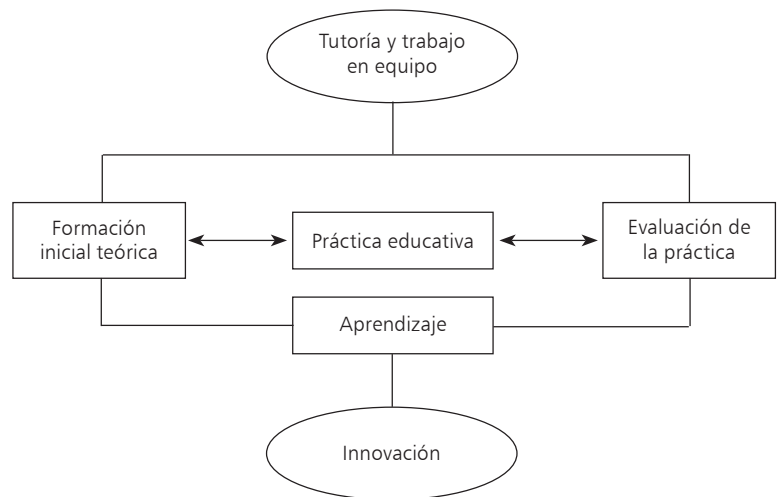 Tutoría y trabajo
en equipo
Formación
inicial teórica
Práctica educativa
Evaluación de
la práctica
Aprendizaje
Innovación